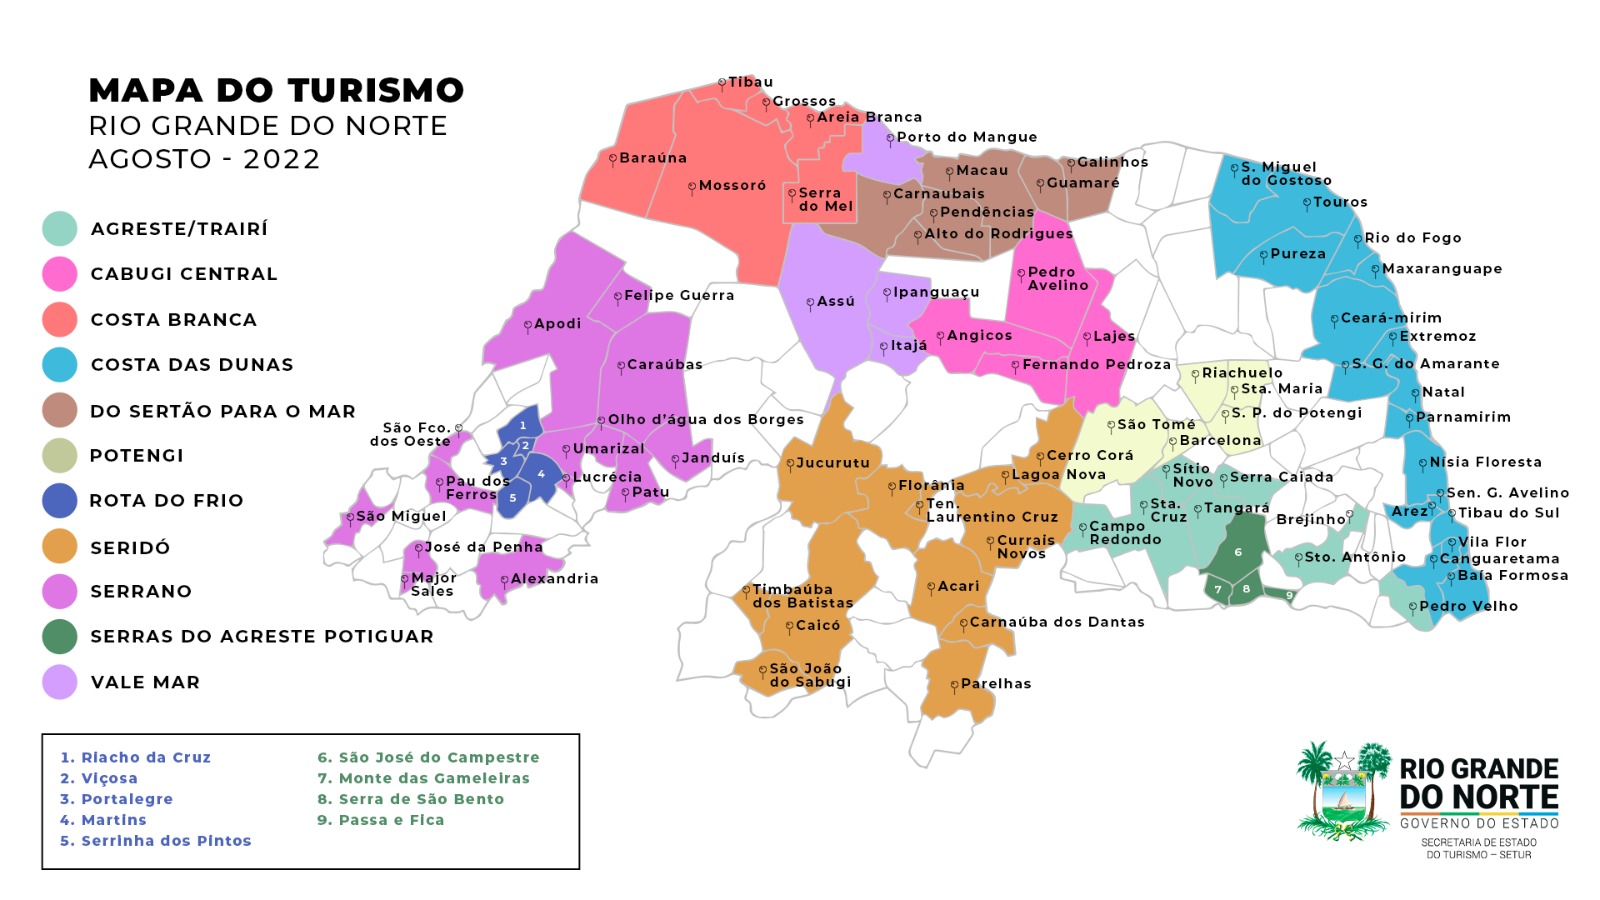 MAPA DO TURISMO
RIO GRANDE DO NORTE
AGOSTO - 2022
AGRESTE/TRAIRÍ
CABUGI CENTRAL
COSTA BRANCA
COSTA DAS DUNAS
DO SERTÃO PARA O MAR
POTENGI
ROTA DO FRIO
SERIDÓ
SERRANO
SERRAS DO AGRESTE POTIGUAR
VALE MAR
Tibau
Grossos
Areia Branca
Porto do Mangue
Baraúna
Mossoró
Serra
do Mel
Macau
Galinhos
Guamaré
Carnaubais
Pendências
Alto do Rodrigues
S. Miguel
do Gostoso
Touros
Rio do Fogo
Pureza
Maxaranguape
Pedro
Avelino
Felipe Guerra
Apodi
Assú
Ipanguaçu
Itajá
Angicos
Lajes
Fernando Pedroza
Ceará-mirim
Extremoz
S. G. do Amarante
Natal
Parnamirim
Caraúbas
Riachuelo
Sta. Maria
S. P. do Potengi
São Tomé
Barcelona
Olho d'água dos Borges
São Fco.
dos Oeste
1
2
3
4
5
Umarizal
Janduís
Lucrécia
Patu
Pau dos
Ferros
São Miguel
José da Penha
Major
Sales
Alexandria
Jucurutu
Cerro Corá
Lagoa Nova
Florânia
Ten.
Laurentino Cruz
Currais
Novos
Sítio
Novo
Serra Caiada
Sta.
Cruz
Tangará
Campo
Redondo
Brejinho
Nísia Floresta
Sen. G. Avelino
Arez
Tibau do Sul
Vila Flor
Canguaretama
Baía Formosa
Sto. Antônio
Pedro Velho
6
7
8
9
Timbaúba
dos Batistas
Caicó
Acari
Carnaúba dos Dantas
São João
do Sabugi
Parelhas
1. Riacho da Cruz
2. Viçosa
3. Portalegre
4. Martins
5. Serrinha dos Pintos
6. São José do Campestre
7. Monte das Gameleiras
8. Serra de São Bento
9. Passa e Fica
RIO GRANDE
DO NORTE
GOVERNO DO ESTADO
SECRETARIA DE ESTADO
DO TURISMO – SETUR